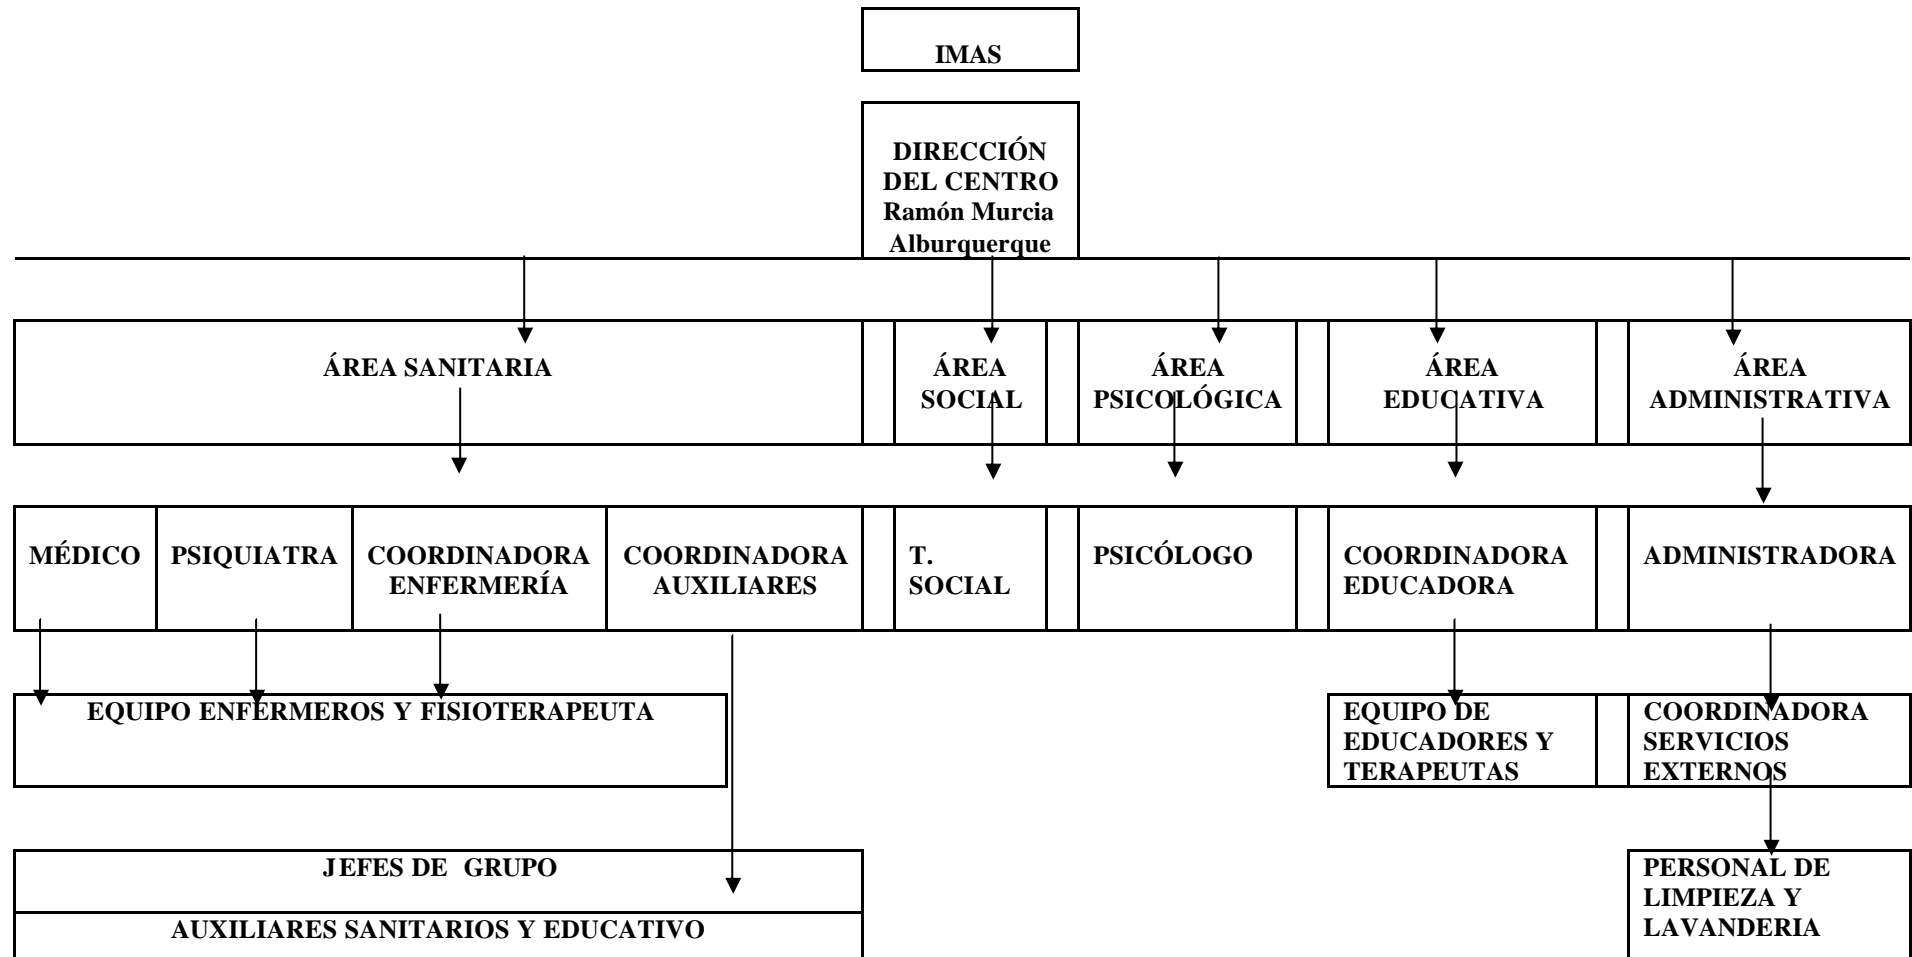 IMAS
DIRECCIÓN
DEL CENTRO
Ramón Murcia
Alburquerque
ÁREA SANITARIA
ÁREA
SOCIAL
ÁREA
PSICOLÓGICA
ÁREA
EDUCATIVA
ÁREA
ADMINISTRATIVA
MÉDICO
PSIQUIATRA
COORDINADORA
ENFERMERÍA
COORDINADORA
AUXILIARES
T.
SOCIAL
PSICÓLOGO
COORDINADORA
EDUCADORA
ADMINISTRADORA
EQUIPO ENFERMEROS Y FISIOTERAPEUTA
EQUIPO DE
EDUCADORES Y
TERAPEUTAS
COORDINADORA
SERVICIOS
EXTERNOS
JEFES DE GRUPO
AUXILIARES SANITARIOS Y EDUCATIVO
PERSONAL DE
LIMPIEZA Y
LAVANDERIA